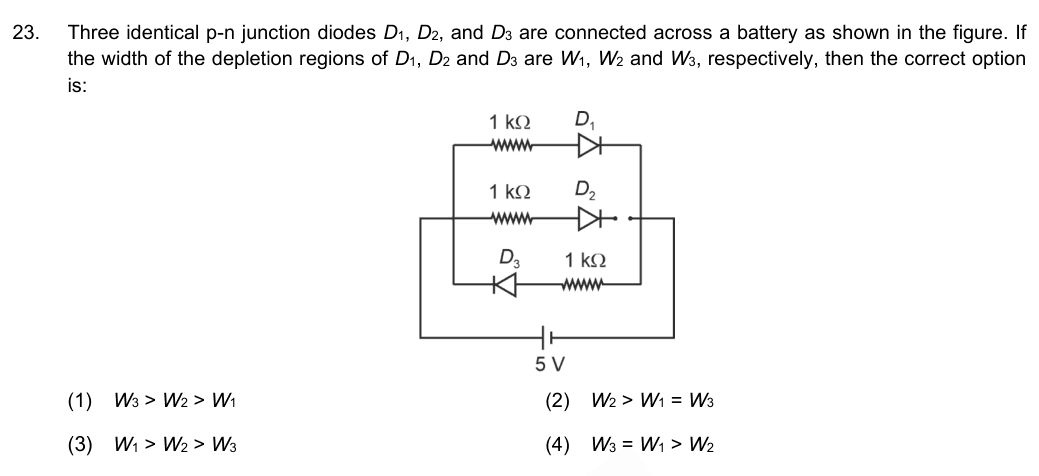 23. Three identical p-n junction diodes D₁, D₂, and D₃ are connected across a battery as shown in the figure. If
the width of the depletion regions of D₁, D₂ and D₃ are W₁, W₂ and W₃, respectively, then the correct option
is:
1 kΩ D₁
1 kΩ D₂
D₃ 1 kΩ
5 V
(1) W₃ > W₂ > W₁ (2) W₂ > W₁ = W₃
(3) W₁ > W₂ > W₃ (4) W₃ = W₁ > W₂